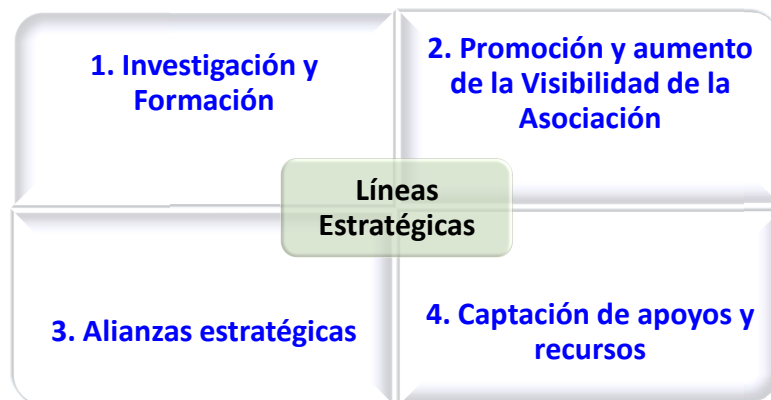 1. Investigación y
Formación
2. Promoción y aumento
de la Visibilidad de la
Asociación
Líneas
Estratégicas
3. Alianzas estratégicas
4. Captación de apoyos y
recursos